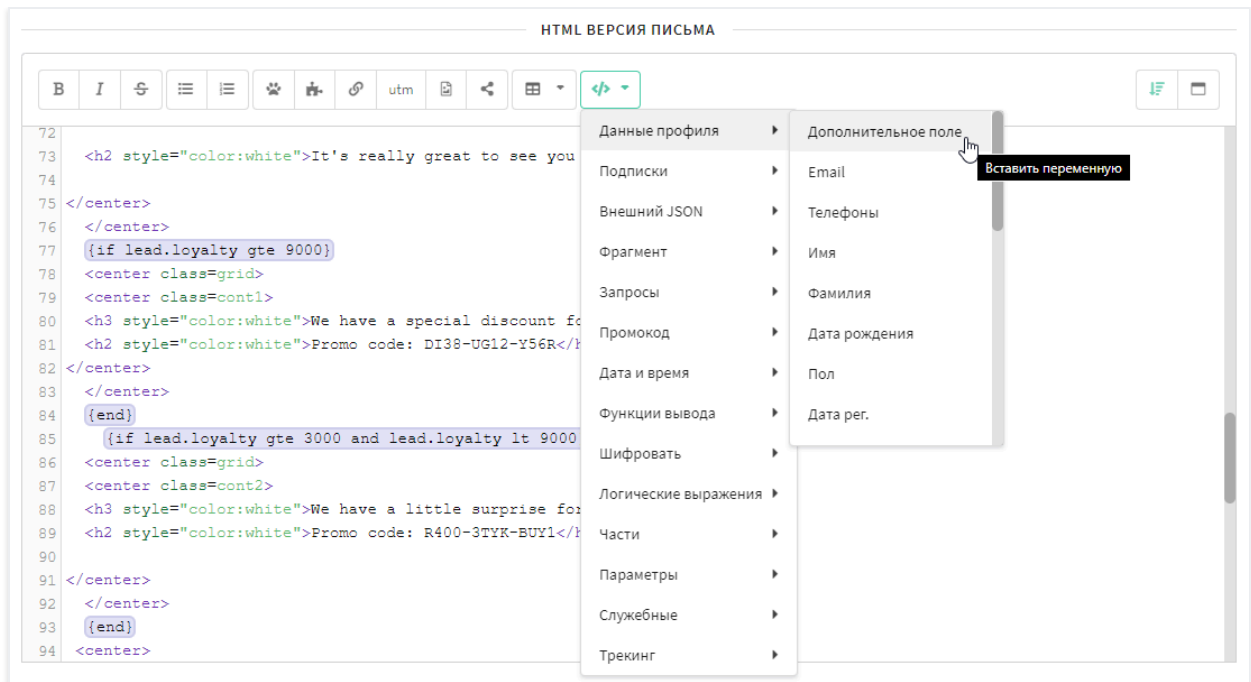 HTML ВЕРСИЯ ПИСЬМА
B I S utm </>
72
73 <h2 style="color:white">It's really great to see you
74
75 </center>
76 </center>
77 {if lead.loyalty gte 9000}
78 <center class=grid>
79 <center class=cont1>
80 <h3 style="color:white">We have a special discount fo
81 <h2 style="color:white">Promo code: DI38-UG12-Y56R</h
82 </center>
83 </center>
84 {end}
85 {if lead.loyalty gte 3000 and lead.loyalty lt 9000
86 <center class=grid>
87 <center class=cont2>
88 <h3 style="color:white">We have a little surprise for
89 <h2 style="color:white">Promo code: R400-3TYK-BUY1</h
90
91 </center>
92 </center>
93 {end}
94 <center>
Данные профиля
Подписки
Внешний JSON
Фрагмент
Запросы
Промокод
Дата и время
Функции вывода
Шифровать
Логические выражения
Части
Параметры
Служебные
Трекинг
Дополнительное поле
Email
Телефоны
Имя
Фамилия
Дата рождения
Пол
Дата рег.
Вставить переменную